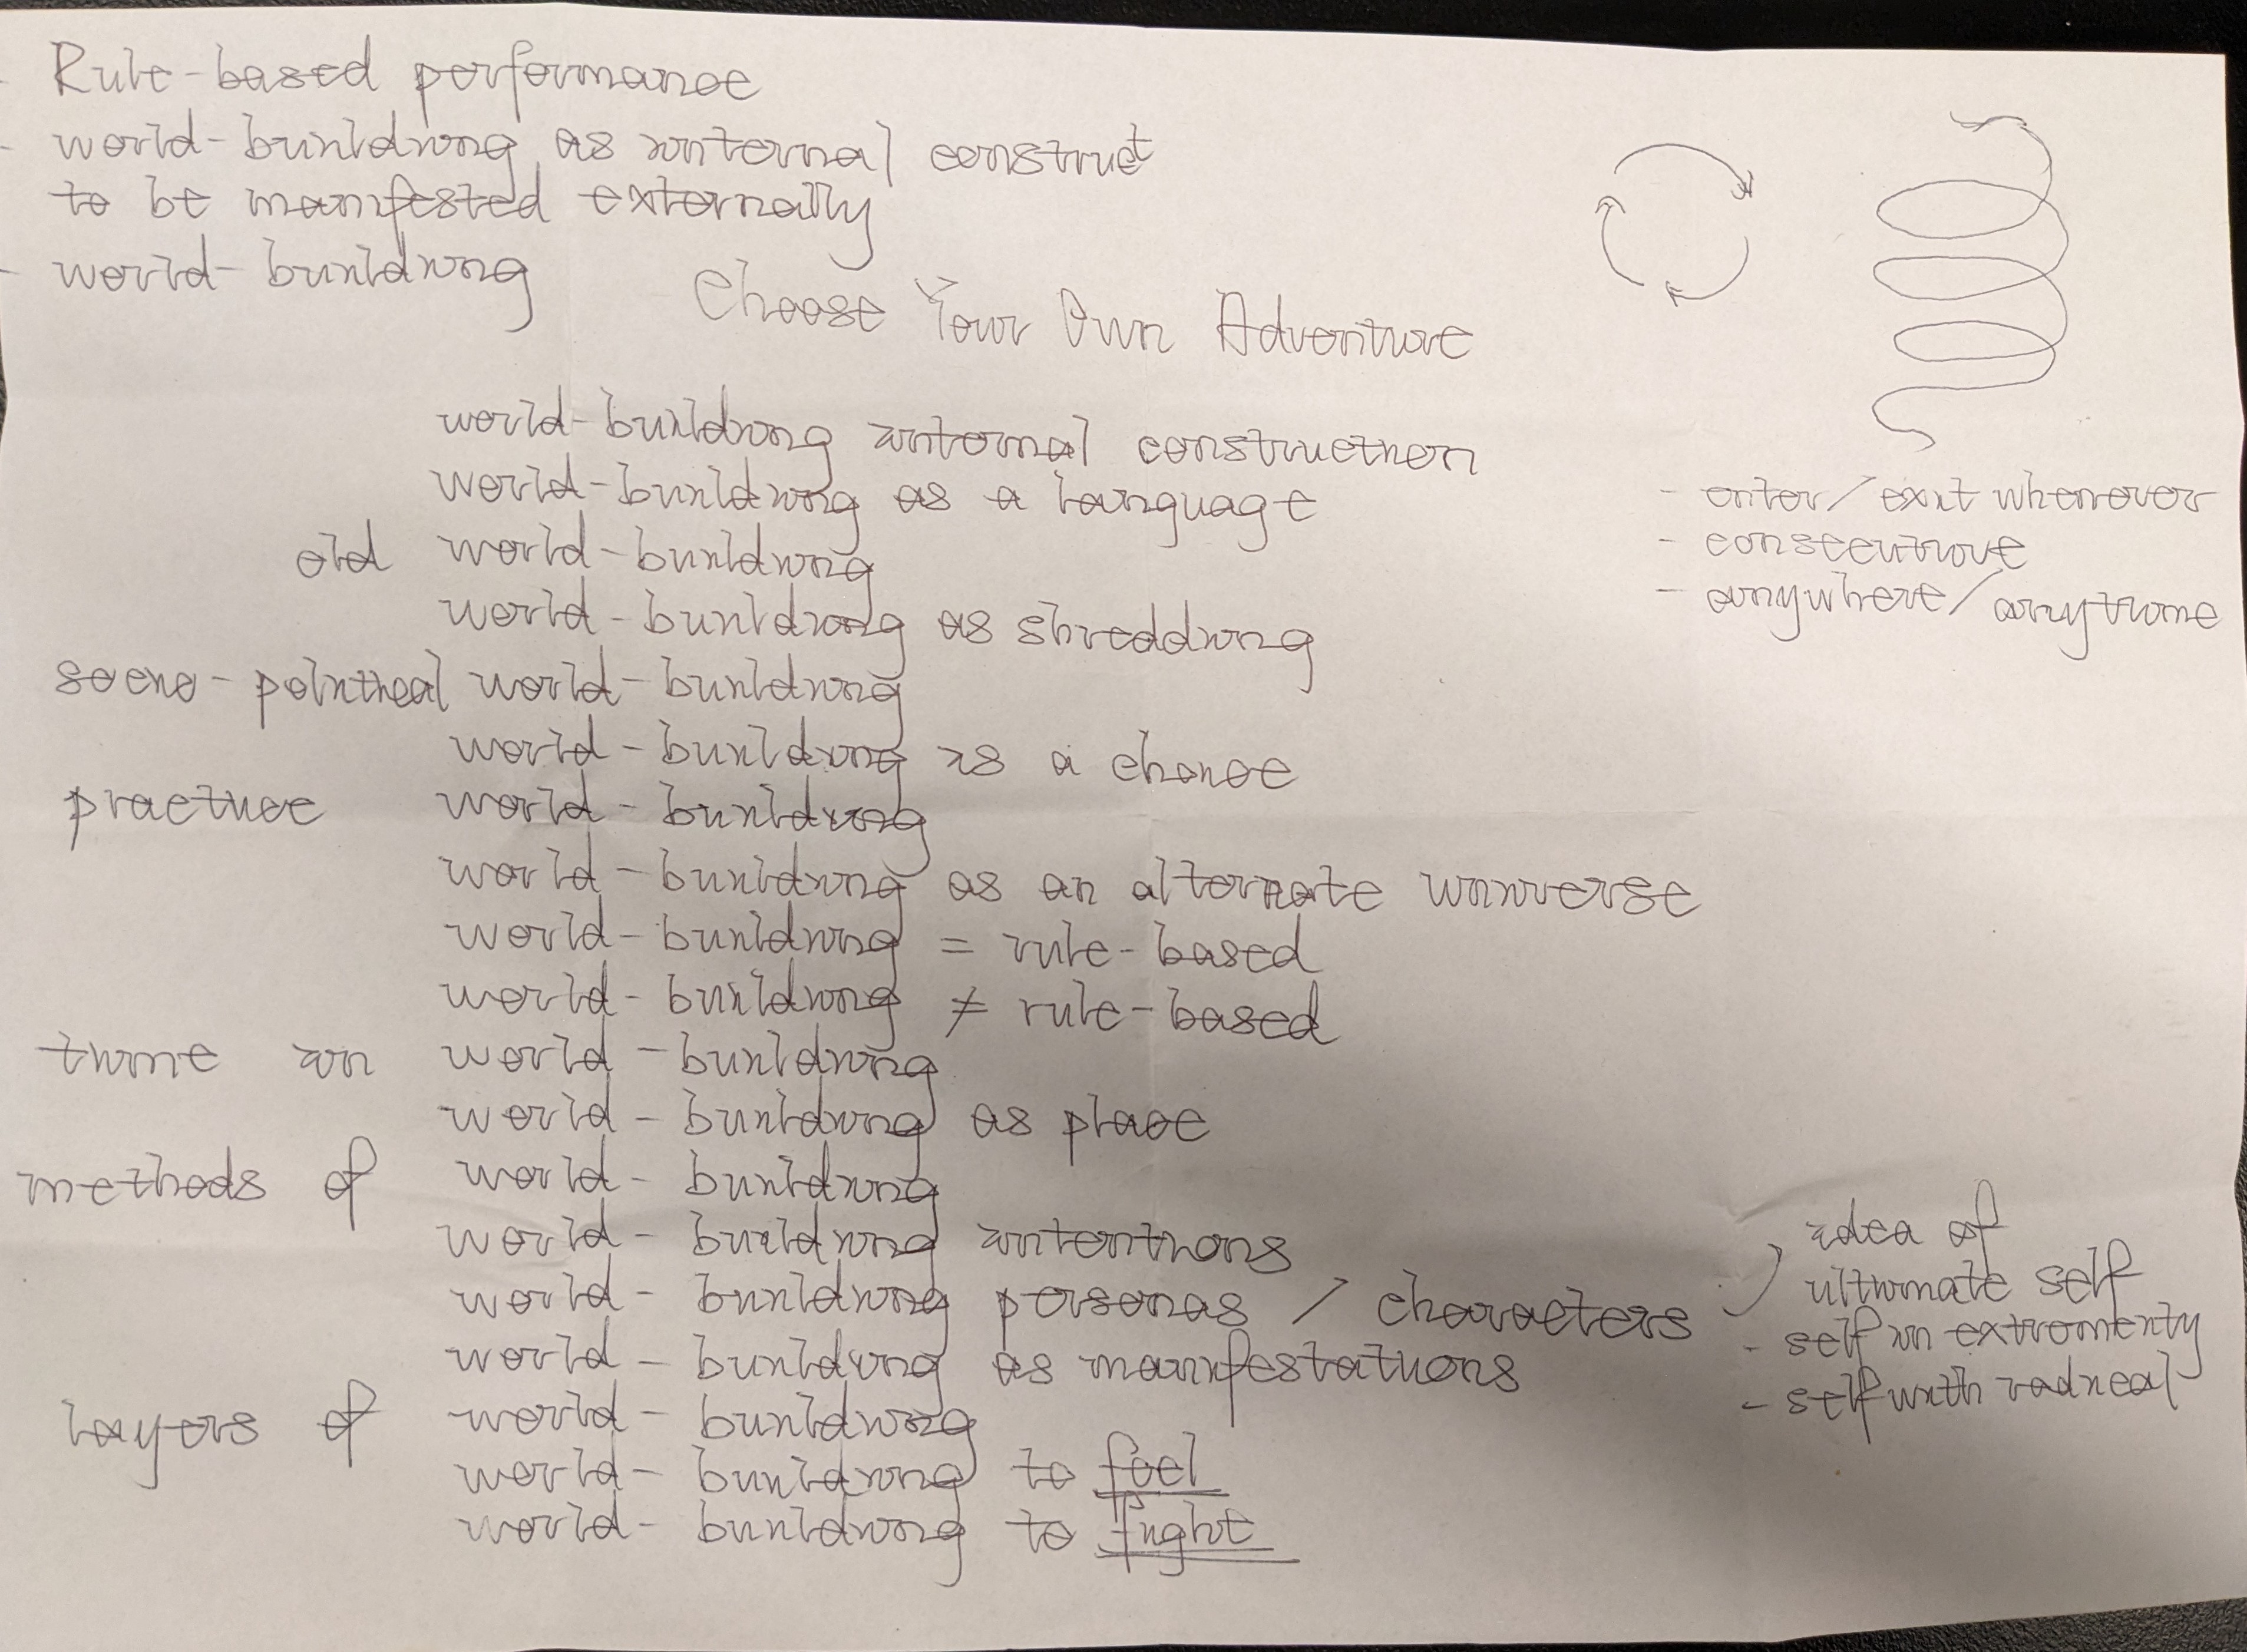 - Rule-based performance
- world-building as internal construct
to be manifested externally
- world-building
Choose Your Own Adventure
world-building internal construction
world-building as a language
old world-building
world-building as shredding
socio-political world-building
world-building is a choice
practice world-building
world-building as an alternate universe
world-building = rule-based
world-building ≠ rule-based
time in world-building
world-building as place
methods of world-building
world-building intentions
world-building personas / characters
world-building as manifestations
layers of world-building
world-building to feel
world-building to fight
- enter/exit whenever
- consecutive
- anywhere/anytime
idea of
ultimate self
- self in extremity
- self with radical